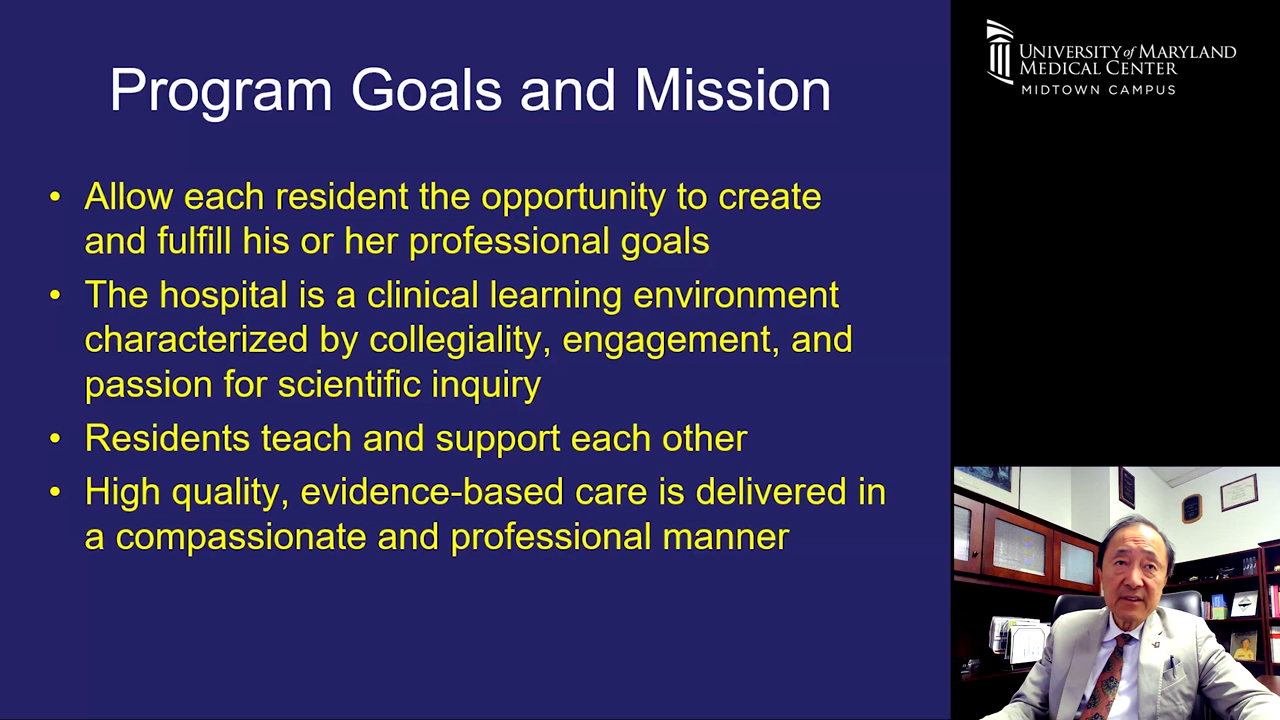 Program Goals and Mission
• Allow each resident the opportunity to create
and fulfill his or her professional goals
• The hospital is a clinical learning environment
characterized by collegiality, engagement, and
passion for scientific inquiry
• Residents teach and support each other
• High quality, evidence-based care is delivered in
a compassionate and professional manner
UNIVERSITY of MARYLAND
MEDICAL CENTER
MIDTOWN CAMPUS